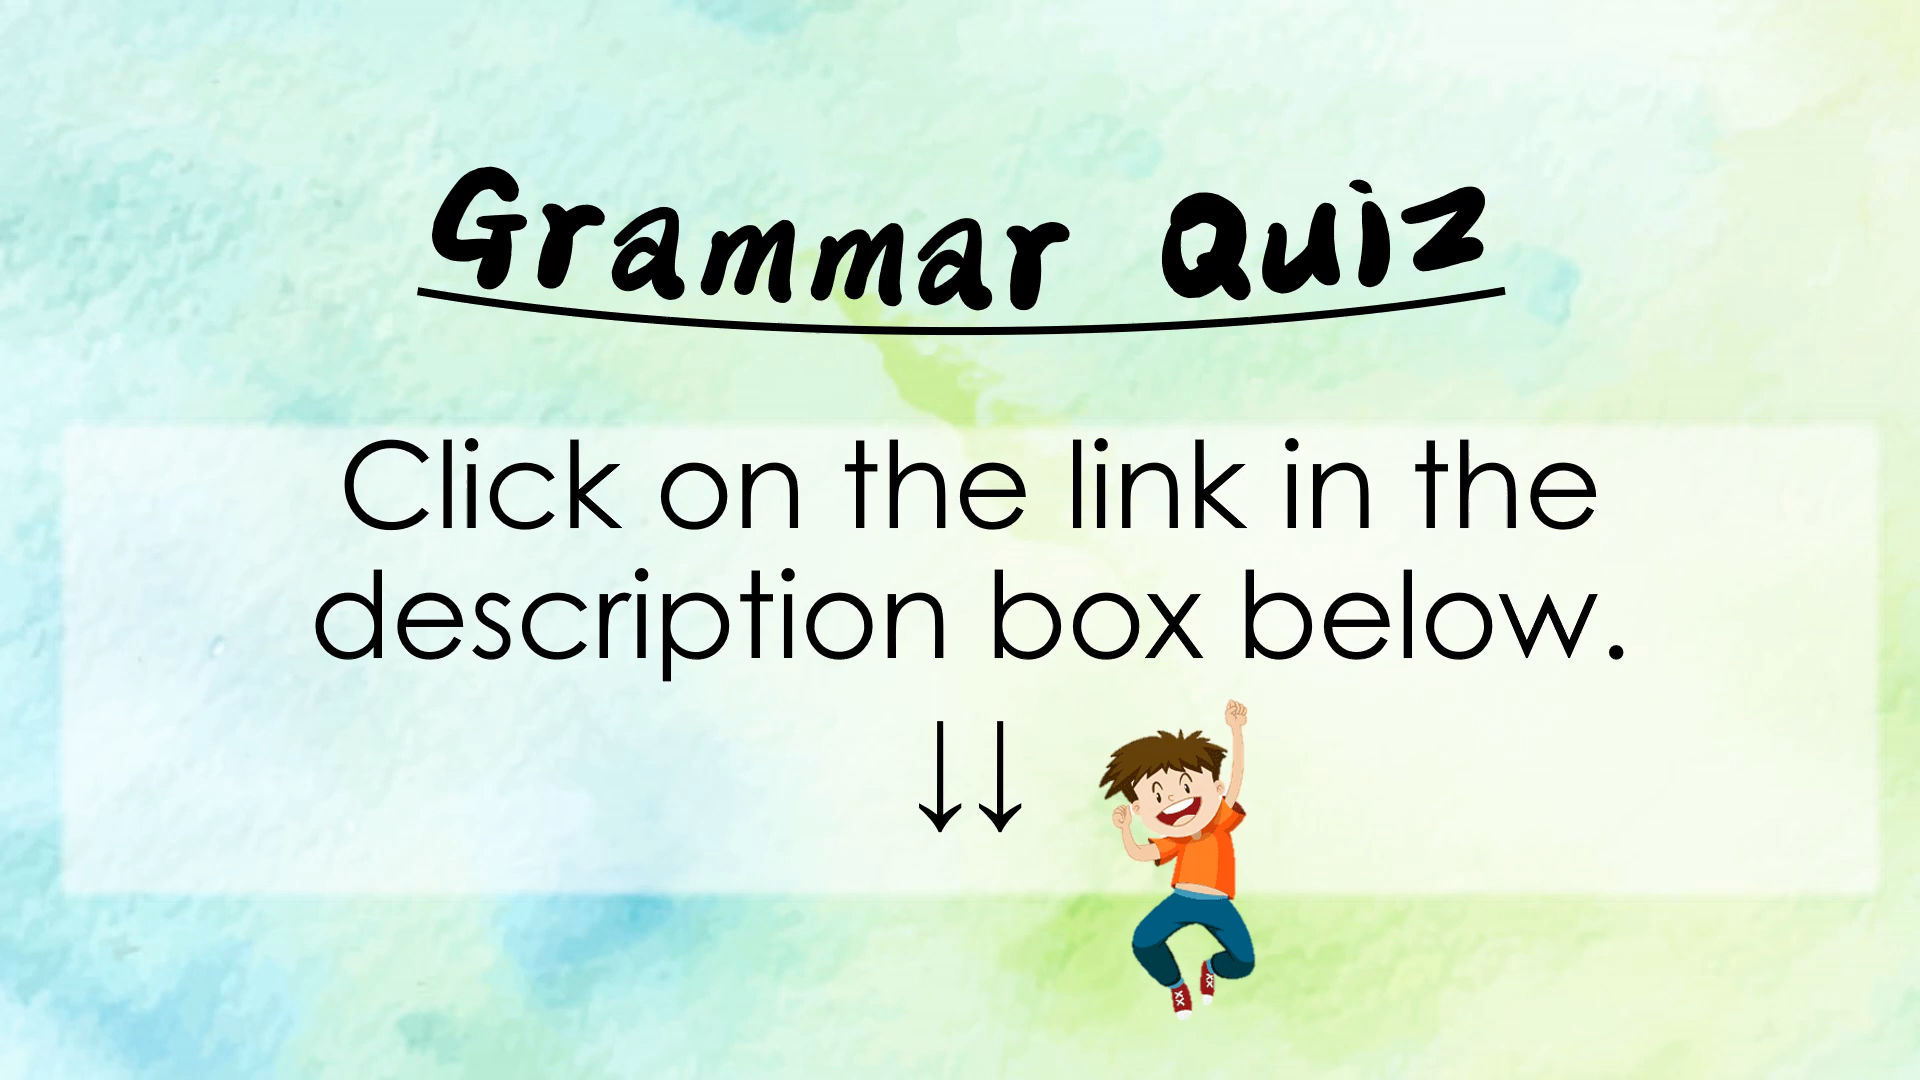 Grammar Quiz
Click on the link in the
description box below.
↓↓